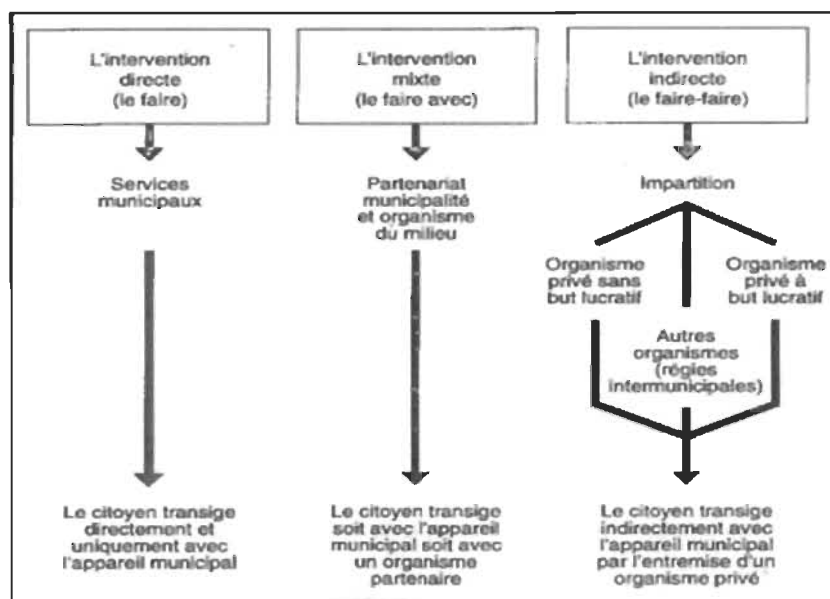 L'intervention
directe
(le faire)
L'intervention
mixte
(le faire avec)
L'intervention
indirecte
(le faire-faire)
Services
municipaux
Partenariat
municipalité
et organisme
du milieu
Impartition
Organisme
privé sans
but lucratif
Organisme
privé à
but lucratif
Autres
organismes
(régies
intermunicipales)
Le citoyen transige
directement et
uniquement avec
l'appareil municipal
Le citoyen transige
soit avec l'appareil
municipal soit avec
un organisme
partenaire
Le citoyen transige
indirectement avec
l'appareil municipal
par l'entremise d'un
organisme privé